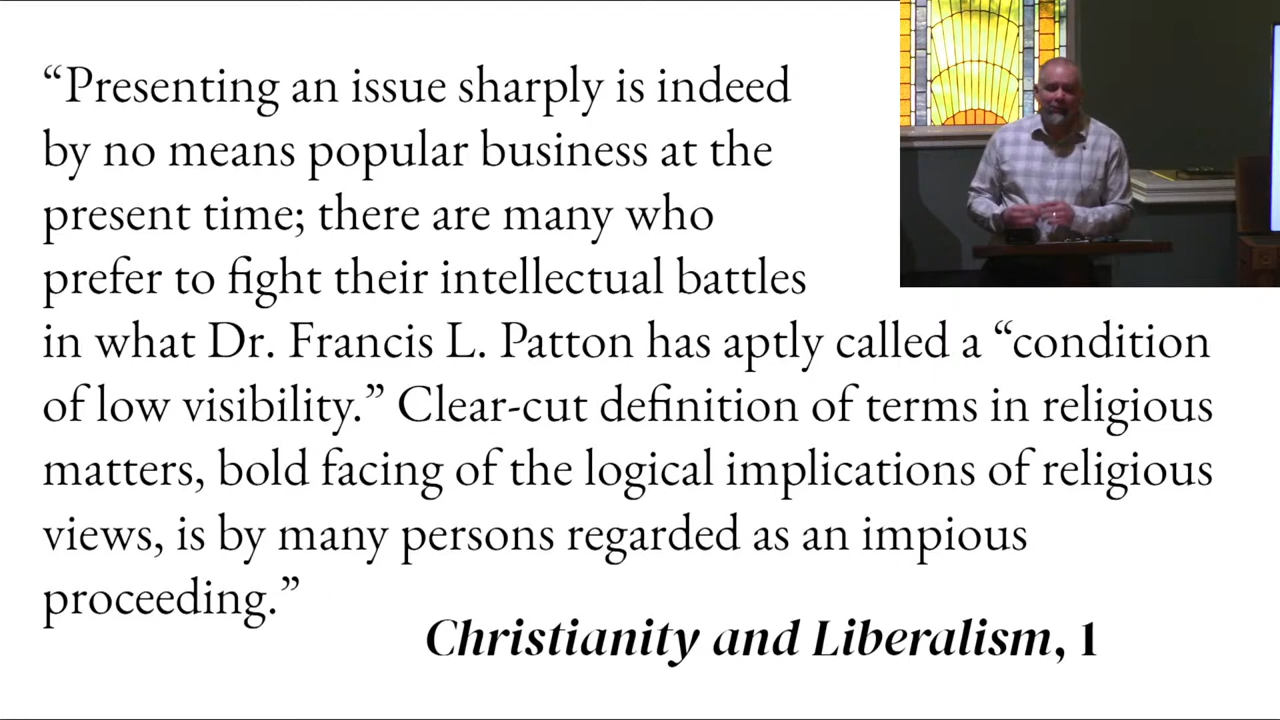 “Presenting an issue sharply is indeed
by no means popular business at the
present time; there are many who
prefer to fight their intellectual battles
in what Dr. Francis L. Patton has aptly called a “condition
of low visibility.” Clear-cut definition of terms in religious
matters, bold facing of the logical implications of religious
views, is by many persons regarded as an impious
proceeding.”
Christianity and Liberalism, 1